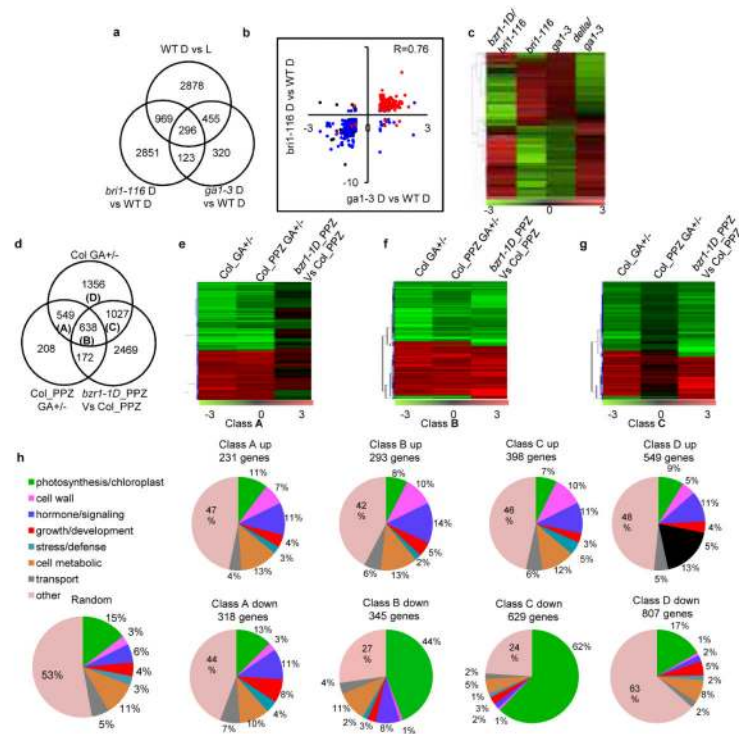 a
WT D vs L
2878
969
455
296
2851
123
320
bri1-116 D
vs WT D
ga1-3 D
vs WT D
b
R=0.76
3
-3
0
3
-10
bri1-116 D vs WT D
ga1-3 D vs WT D
c
bzr1-1D/
bri1-116
bri1-116
ga1-3
della/
ga1-3
-3
0
3
d
Col GA+/-
1356
(D)
549
(A)
1027
(C)
638
(B)
208
172
2469
Col_PPZ
GA+/-
bzr1-1D_PPZ
Vs Col_PPZ
e
Col_GA+/-
Col_PPZ GA+/-
bzr1-1D_PPZ
Vs Col_PPZ
-3
0
3
Class A
f
Col GA+/-
Col_PPZ GA+/-
bzr1-1D_PPZ
Vs Col_PPZ
-3
0
3
Class B
g
Col_GA+/-
Col_PPZ GA+/-
bzr1-1D_PPZ
Vs Col_PPZ
-3
0
3
Class C
h
photosynthesis/chloroplast
cell wall
hormone/signaling
growth/development
stress/defense
cell metabolic
transport
other
Class A up
231 genes
11%
7%
11%
4%
3%
13%
4%
47
%
Class B up
293 genes
8%
10%
14%
5%
2%
13%
6%
42
%
Class C up
398 genes
7%
10%
11%
3%
5%
12%
6%
46
%
Class D up
549 genes
9%
5%
11%
4%
5%
13%
5%
48
%
Random
15%
3%
6%
4%
3%
11%
5%
53%
Class A down
318 genes
13%
3%
11%
8%
4%
10%
7%
44
%
Class B down
345 genes
44%
1%
8%
3%
2%
11%
4%
27
%
Class C down
629 genes
62%
1%
3%
1%
5%
2%
24
%
Class D down
807 genes
17%
1%
2%
5%
2%
8%
2%
63
%